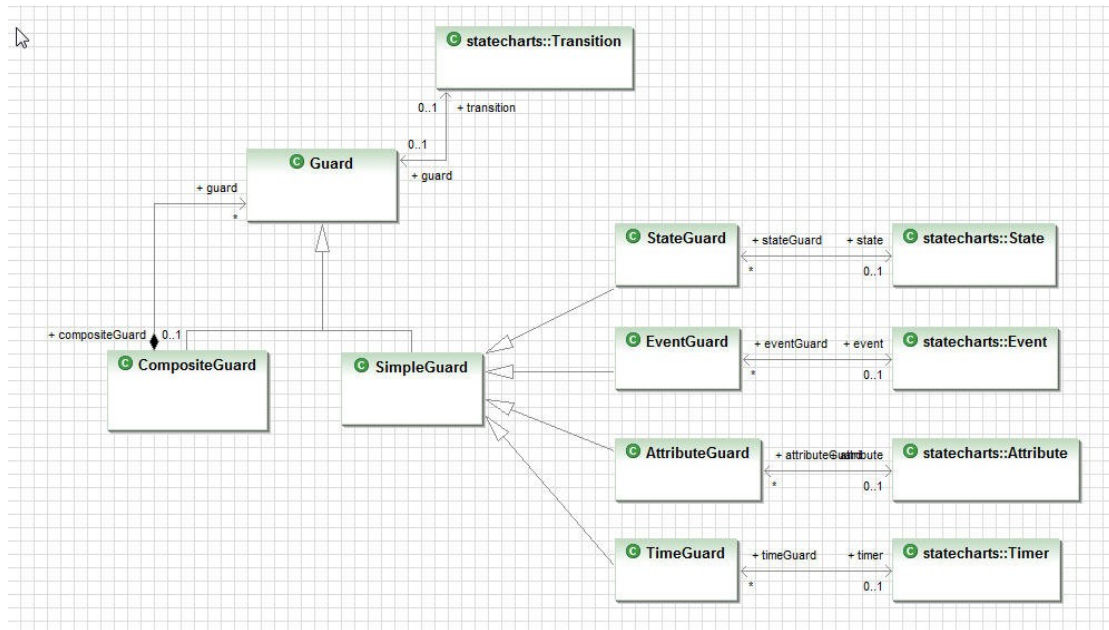 C statecharts::Transition
0..1 + transition
0..1
C Guard
+ guard
+ guard
*
C StateGuard
+ stateGuard + state
* 0..1
C statecharts::State
+ compositeGuard 0..1
C CompositeGuard
C SimpleGuard
C EventGuard
+ eventGuard + event
* 0..1
C statecharts::Event
C AttributeGuard
+ attributeGuard + attribute
* 0..1
C statecharts::Attribute
C TimeGuard
+ timeGuard + timer
* 0..1
C statecharts::Timer